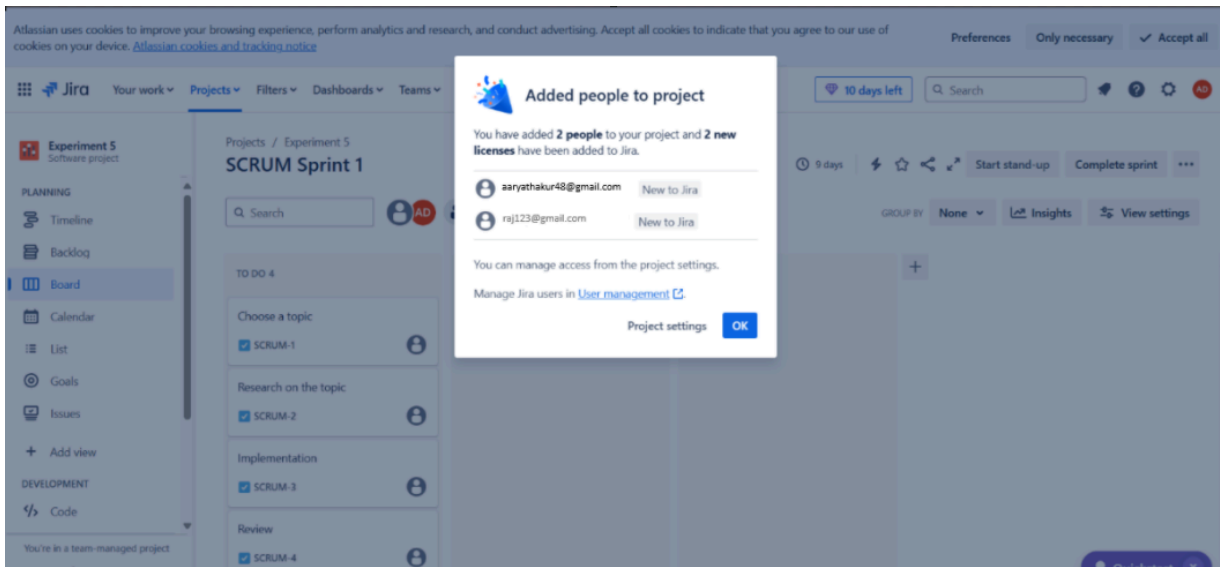 Atlassian uses cookies to improve your browsing experience, perform analytics and research, and conduct advertising. Accept all cookies to indicate that you agree to our use of
cookies on your device. Atlassian cookies and tracking notice
Preferences
Only necessary
Accept all
Jira
Your work
Projects
Filters
Dashboards
Teams
10 days left
Search
AD
Experiment 5
Software project
PLANNING
Timeline
Backlog
Board
Calendar
List
Goals
Issues
Add view
DEVELOPMENT
Code
You're in a team-managed project
Projects / Experiment 5
SCRUM Sprint 1
9 days
Start stand-up
Complete sprint
Search
AD
GROUP BY
None
Insights
View settings
TO DO 4
Choose a topic
SCRUM-1
Research on the topic
SCRUM-2
Implementation
SCRUM-3
Review
SCRUM-4
Added people to project
You have added 2 people to your project and 2 new
licenses have been added to Jira.
aaryathakur48@gmail.com New to Jira
raj123@gmail.com New to Jira
You can manage access from the project settings.
Manage Jira users in User management.
Project settings
OK